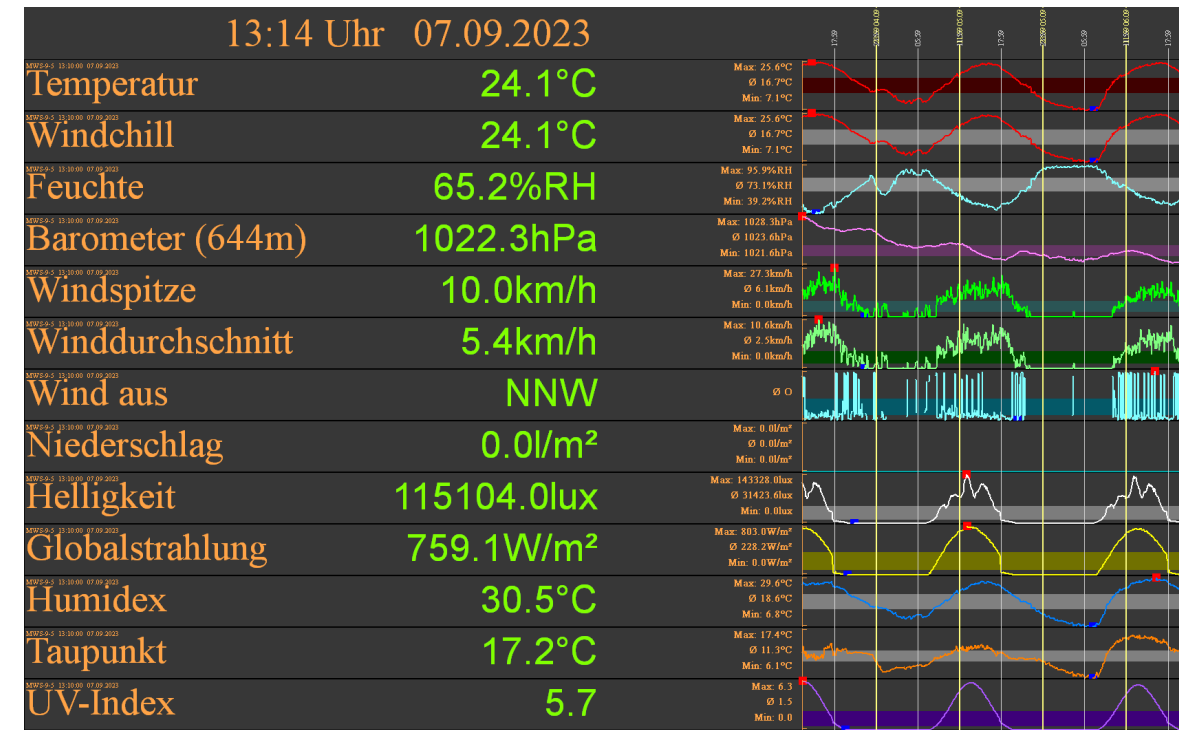 13:14 Uhr 07.09.2023
17:59
05:59
17:59
05:59
17:59
MWS-9-5 13:10:00 07.09.2023
Temperatur 24.1°C
Max: 25.6°C
Ø 16.7°C
Min: 7.1°C
MWS-9-5 13:10:00 07.09.2023
Windchill 24.1°C
Max: 25.6°C
Ø 16.7°C
Min: 7.1°C
MWS-9-5 13:10:00 07.09.2023
Feuchte 65.2%RH
Max: 95.9%RH
Ø 73.1%RH
Min: 39.2%RH
MWS-9-5 13:10:00 07.09.2023
Barometer (644m) 1022.3hPa
Max: 1028.3hPa
Ø 1023.6hPa
Min: 1021.6hPa
MWS-9-5 13:10:00 07.09.2023
Windspitze 10.0km/h
Max: 27.3km/h
Ø 6.1km/h
Min: 0.0km/h
MWS-9-5 13:10:00 07.09.2023
Winddurchschnitt 5.4km/h
Max: 10.6km/h
Ø 2.5km/h
Min: 0.0km/h
MWS-9-5 13:10:00 07.09.2023
Wind aus NNW
Ø O
MWS-9-5 13:10:00 07.09.2023
Niederschlag 0.0l/m²
Max: 0.0l/m²
Ø 0.0l/m²
Min: 0.0l/m²
MWS-9-5 13:10:00 07.09.2023
Helligkeit 115104.0lux
Max: 143328.0lux
Ø 31423.6lux
Min: 0.0lux
MWS-9-5 13:10:00 07.09.2023
Globalstrahlung 759.1W/m²
Max: 803.0W/m²
Ø 228.2W/m²
Min: 0.0W/m²
MWS-9-5 13:10:00 07.09.2023
Humidex 30.5°C
Max: 29.6°C
Ø 18.6°C
Min: 6.8°C
MWS-9-5 13:10:00 07.09.2023
Taupunkt 17.2°C
Max: 17.4°C
Ø 11.3°C
Min: 6.1°C
MWS-9-5 13:10:00 07.09.2023
UV-Index 5.7
Max: 6.3
Ø 1.5
Min: 0.0